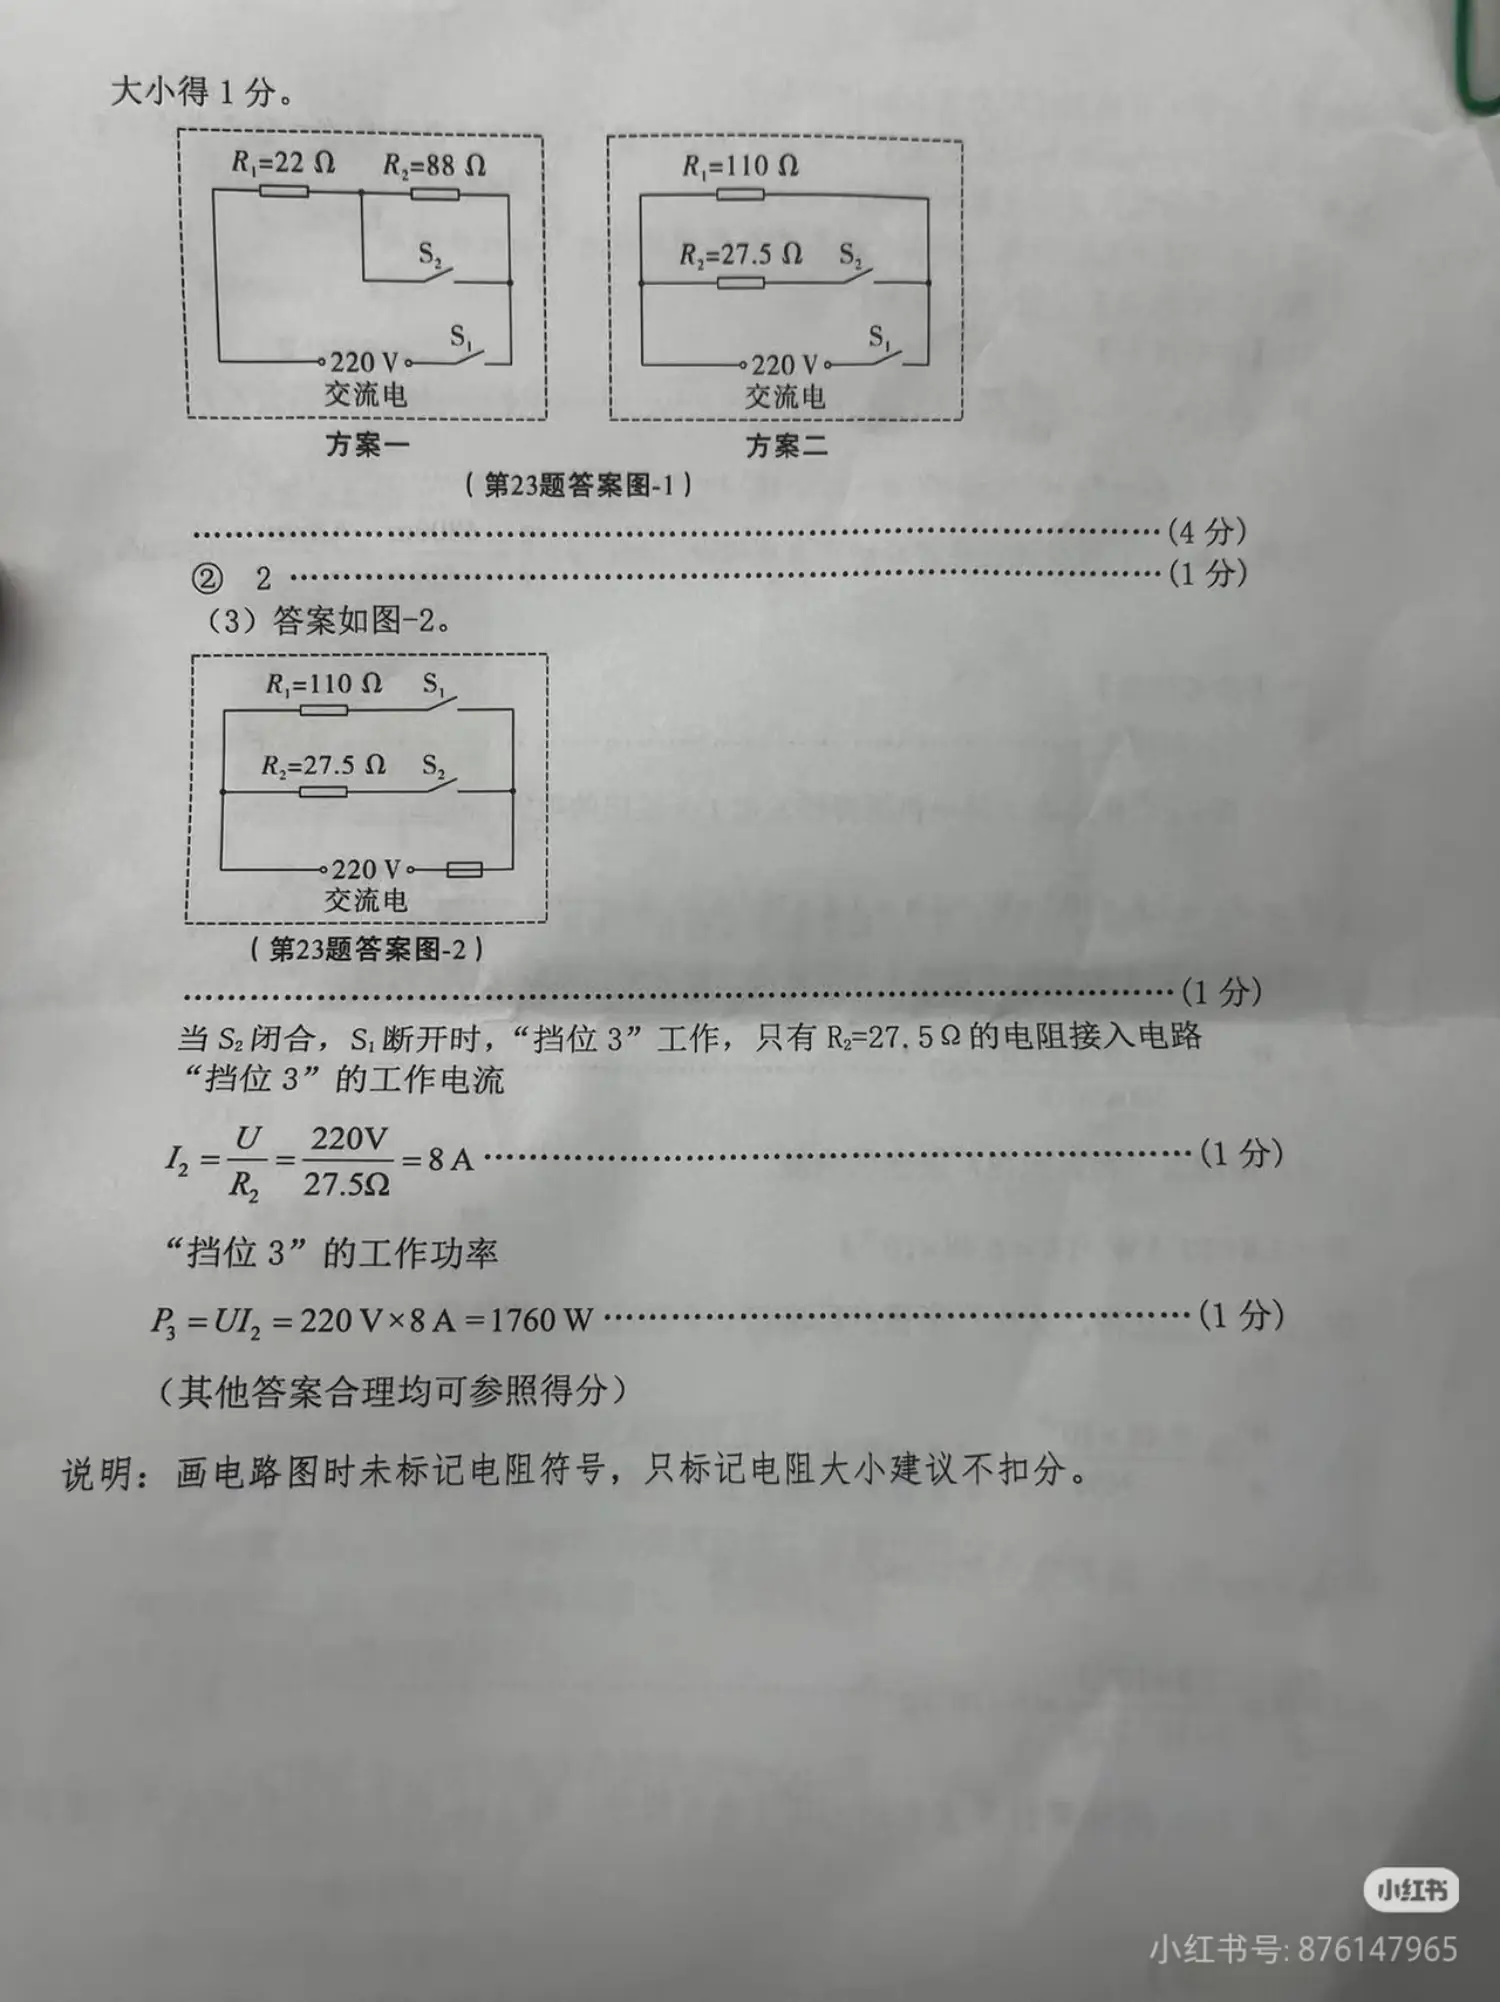 大小得 1 分。
R₁=22 Ω R₂=88 Ω
S₂
S₁
220 V
交流电
方案一
R₁=110 Ω
R₂=27.5 Ω S₂
S₁
220 V
交流电
方案二
(第23题答案图-1)
……(4 分)
② 2 ……(1 分)
(3)答案如图-2。
R₁=110 Ω S₁
R₂=27.5 Ω S₂
220 V
交流电
(第23题答案图-2)
……(1 分)
当 S₂ 闭合，S₁ 断开时，“挡位 3”工作，只有 R₂=27.5Ω的电阻接入电路
“挡位 3”的工作电流
I₂ = U/R₂ = 220V/27.5Ω = 8 A ……(1 分)
“挡位 3”的工作功率
P₃ = UI₂ = 220 V×8 A = 1760 W ……(1 分)
（其他答案合理均可参照得分）
说明：画电路图时未标记电阻符号，只标记电阻大小建议不扣分。
小红书
小红书号: 876147965